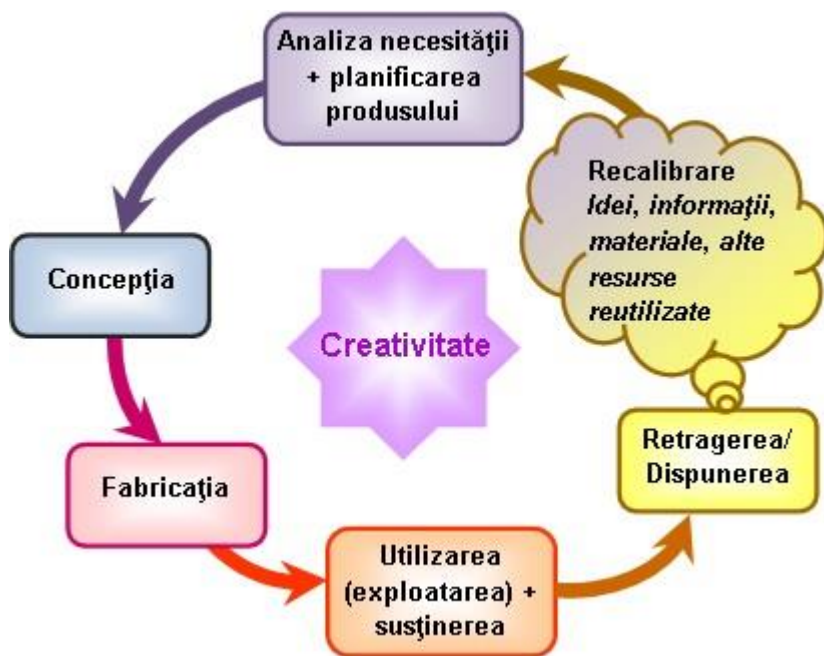 Analiza necesităţii
+ planificarea
produsului
Concepţia
Fabricaţia
Utilizarea
(exploatarea) +
susţinerea
Retragerea/
Dispunerea
Recalibrare
Idei, informaţii,
materiale, alte
resurse
reutilizate
Creativitate